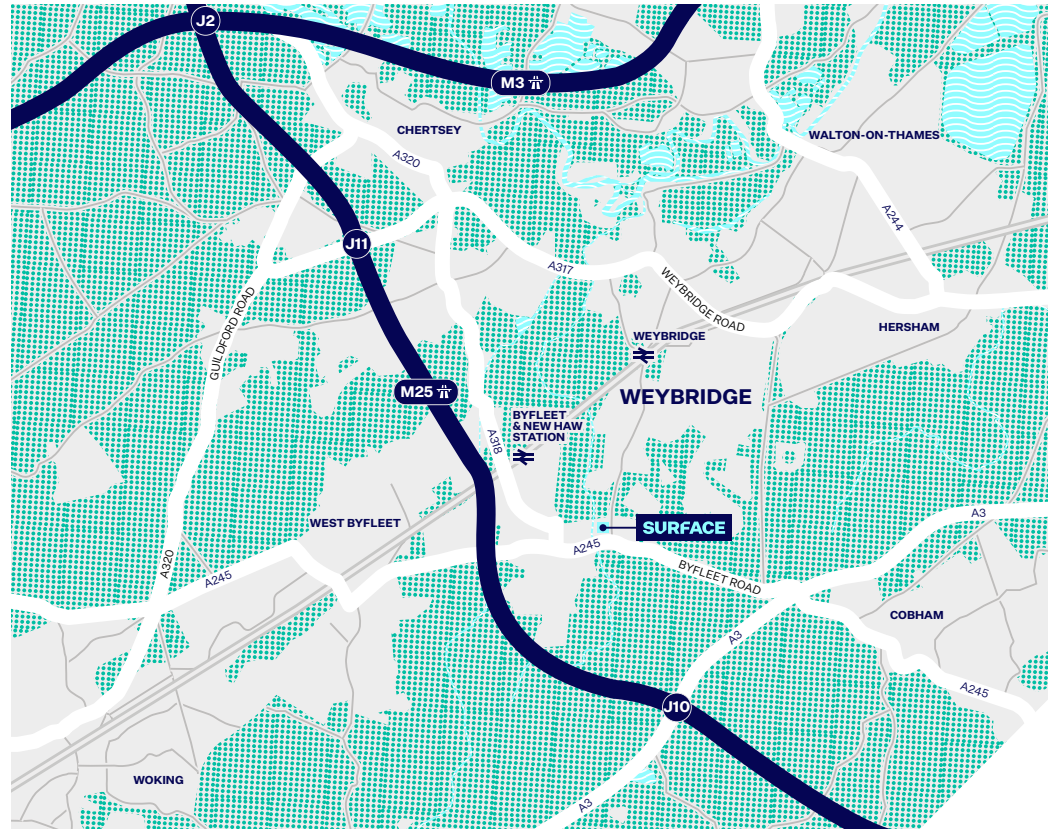 J2
M3
CHERTSEY
WALTON-ON-THAMES
A320
A244
J11
A317
WEYBRIDGE ROAD
GUILDFORD ROAD
HERSHAM
WEYBRIDGE
M25
WEYBRIDGE
BYFLEET
& NEW HAW
STATION
A318
WEST BYFLEET
A3
SURFACE
A245
A320
A245
BYFLEET ROAD
COBHAM
A3
A245
J10
WOKING
A3